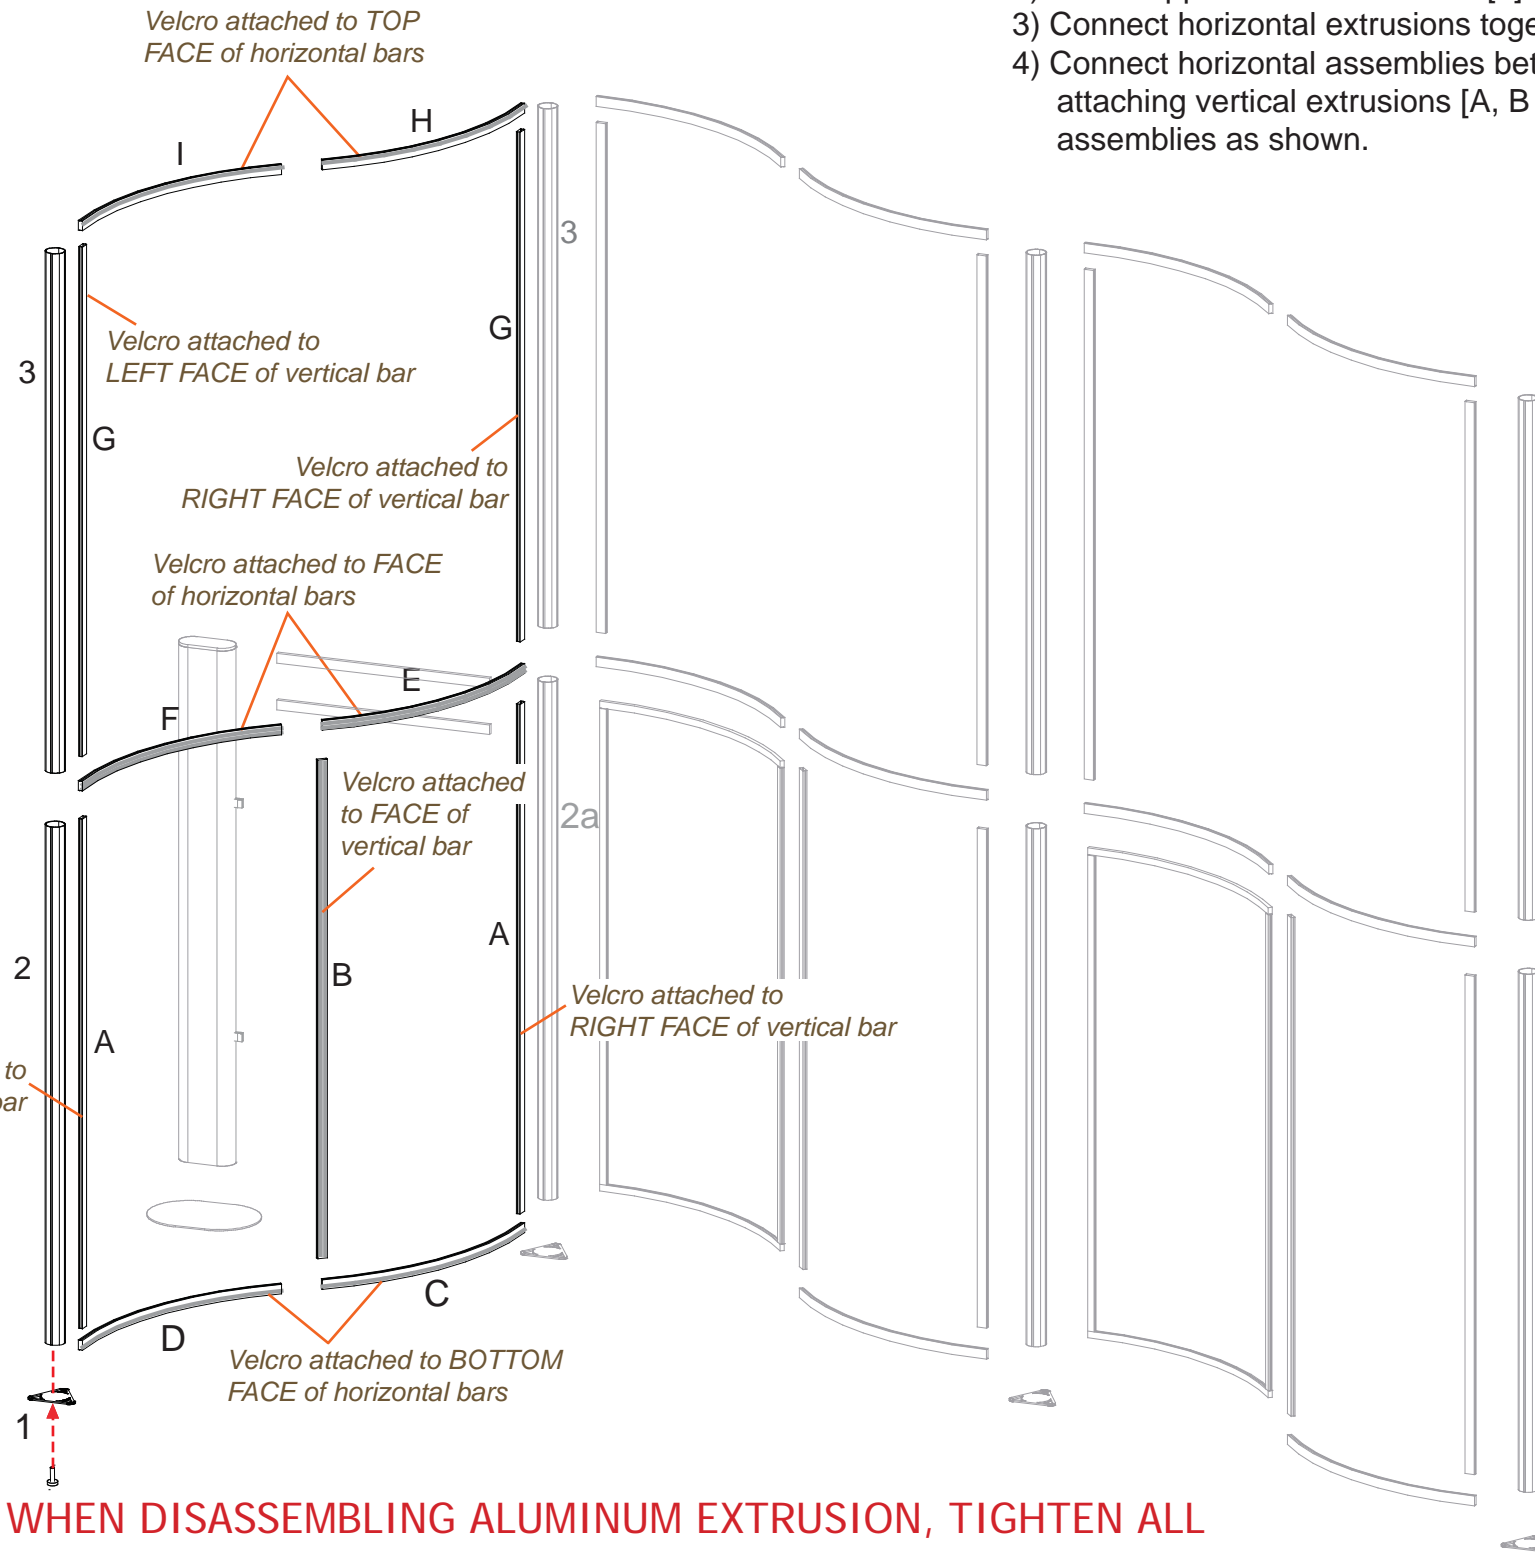 Velcro attached to TOP
FACE of horizontal bars
3) Connect horizontal extrusions toge
4) Connect horizontal assemblies bet
attaching vertical extrusions [A, B
assemblies as shown.
H
I
3
Velcro attached to
LEFT FACE of vertical bar
G
3
G
Velcro attached to
RIGHT FACE of vertical bar
Velcro attached to FACE
of horizontal bars
E
F
Velcro attached
to FACE of
vertical bar
2a
A
2
B
Velcro attached to
RIGHT FACE of vertical bar
A
to
bar
C
D
Velcro attached to BOTTOM
FACE of horizontal bars
1
WHEN DISASSEMBLING ALUMINUM EXTRUSION, TIGHTEN ALL